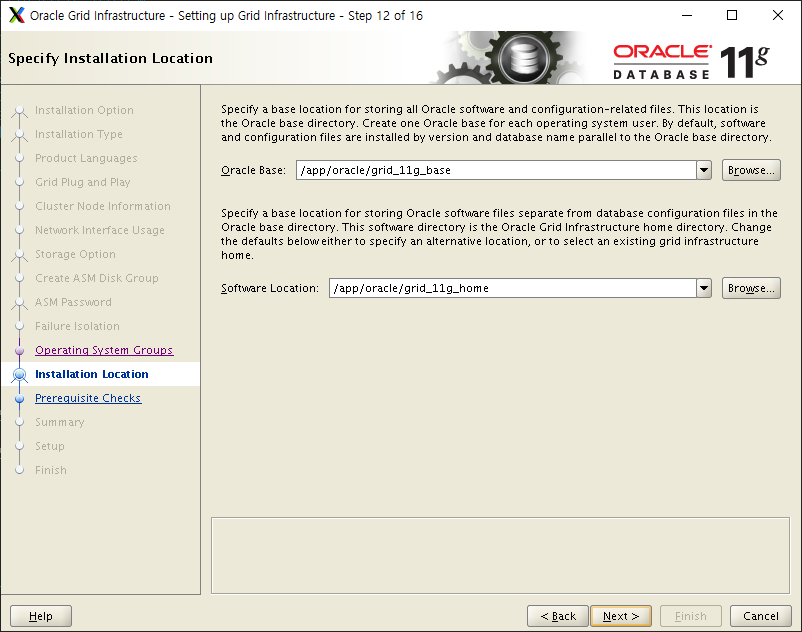 Oracle Grid Infrastructure - Setting up Grid Infrastructure - Step 12 of 16
Specify Installation Location
ORACLE
DATABASE
11g
Installation Option
Installation Type
Product Languages
Grid Plug and Play
Cluster Node Information
Network Interface Usage
Storage Option
Create ASM Disk Group
ASM Password
Failure Isolation
Operating System Groups
Installation Location
Prerequisite Checks
Summary
Setup
Finish
Specify a base location for storing all Oracle software and configuration-related files. This location is
the Oracle base directory. Create one Oracle base for each operating system user. By default, software
and configuration files are installed by version and database name parallel to the Oracle base directory.
Oracle Base: /app/oracle/grid_11g_base Browse...
Specify a base location for storing Oracle software files separate from database configuration files in the
Oracle base directory. This software directory is the Oracle Grid Infrastructure home directory. Change
the defaults below either to specify an alternative location, or to select an existing grid infrastructure
home.
Software Location: /app/oracle/grid_11g_home Browse...
Help < Back Next > Finish Cancel